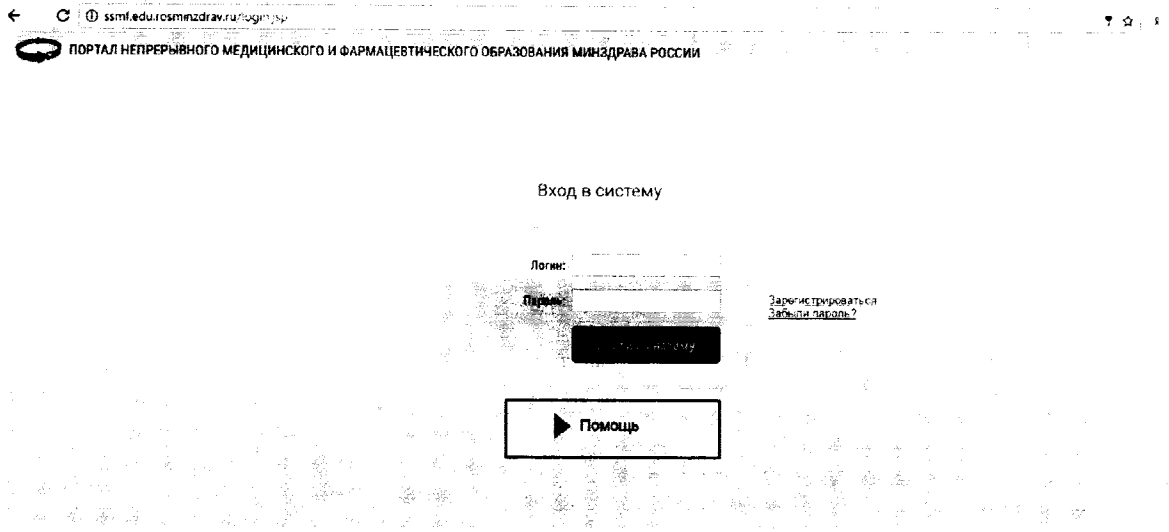 ssmf.edu.rosminzdrav.ru/login.jsp
ПОРТАЛ НЕПРЕРЫВНОГО МЕДИЦИНСКОГО И ФАРМАЦЕВТИЧЕСКОГО ОБРАЗОВАНИЯ МИНЗДРАВА РОССИИ
Вход в систему
Логин:
Пароль:
Зарегистрироваться
Забыли пароль?
систему
Помощь